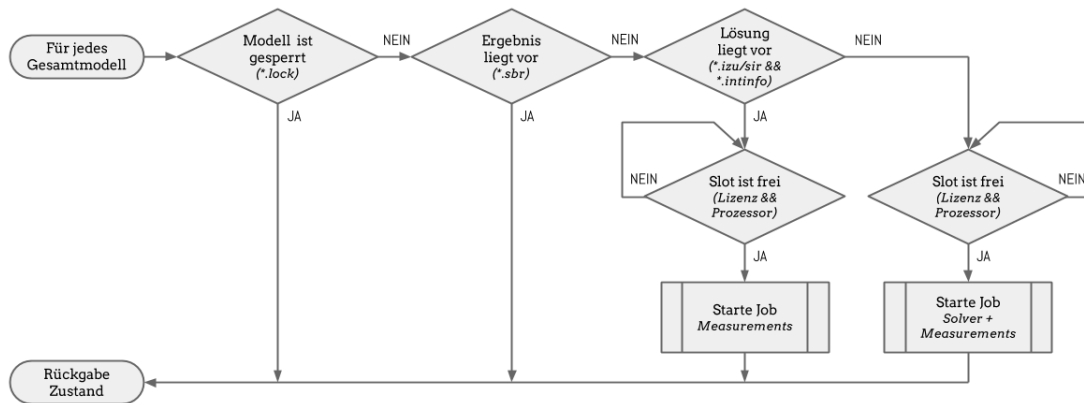 Für jedes
Gesamtmodell
Modell ist
gesperrt
(*.lock)
NEIN
JA
Ergebnis
liegt vor
(*.sbr)
NEIN
JA
Lösung
liegt vor
(*.izu/sir &&
*.intinfo)
NEIN
JA
Slot ist frei
(Lizenz &&
Prozessor)
NEIN
JA
Slot ist frei
(Lizenz &&
Prozessor)
NEIN
JA
Starte Job
Measurements
Starte Job
Solver +
Measurements
Rückgabe
Zustand